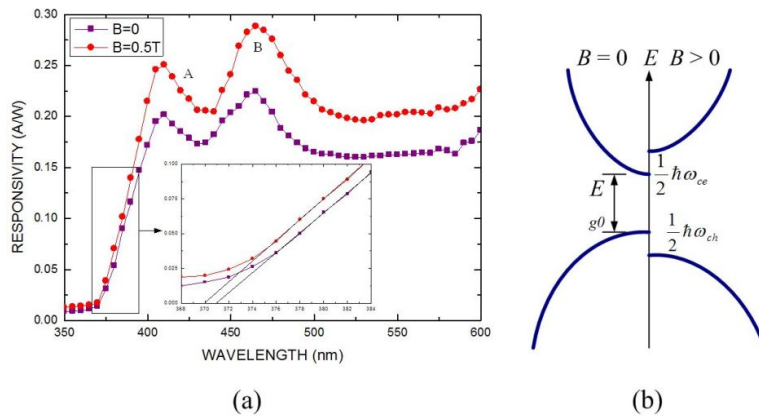 B=0
B=0.5T
A
B
RESPONSIVITY (A/W)
0.30
0.25
0.20
0.15
0.10
0.05
0.00
0.100
0.075
0.050
0.025
0.000
368 370 372 374 376 378 380 382 384
350 400 450 500 550 600
WAVELENGTH (nm)
(a)
B = 0 E B > 0
1/2 ħω_ce
E
g0
1/2 ħω_ch
(b)